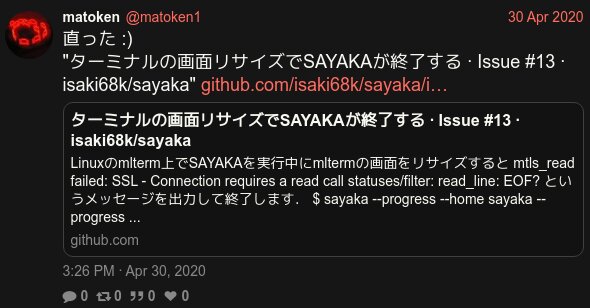 matoken @matoken1 30 Apr 2020
直った :)
"ターミナルの画面リサイズでSAYAKAが終了する · Issue #13 ·
isaki68k/sayaka" github.com/isaki68k/sayaka/i…
ターミナルの画面リサイズでSAYAKAが終了する · Issue #13 ·
isaki68k/sayaka
Linuxのmlterm上でSAYAKAを実行中にmltermの画面をリサイズすると mtls_read
failed: SSL - Connection requires a read call statuses/filter: read_line: EOF? とい
うメッセージを出力して終了します． $ sayaka --progress --home sayaka --
progress ...
github.com
3:26 PM · Apr 30, 2020
0 0 0 0